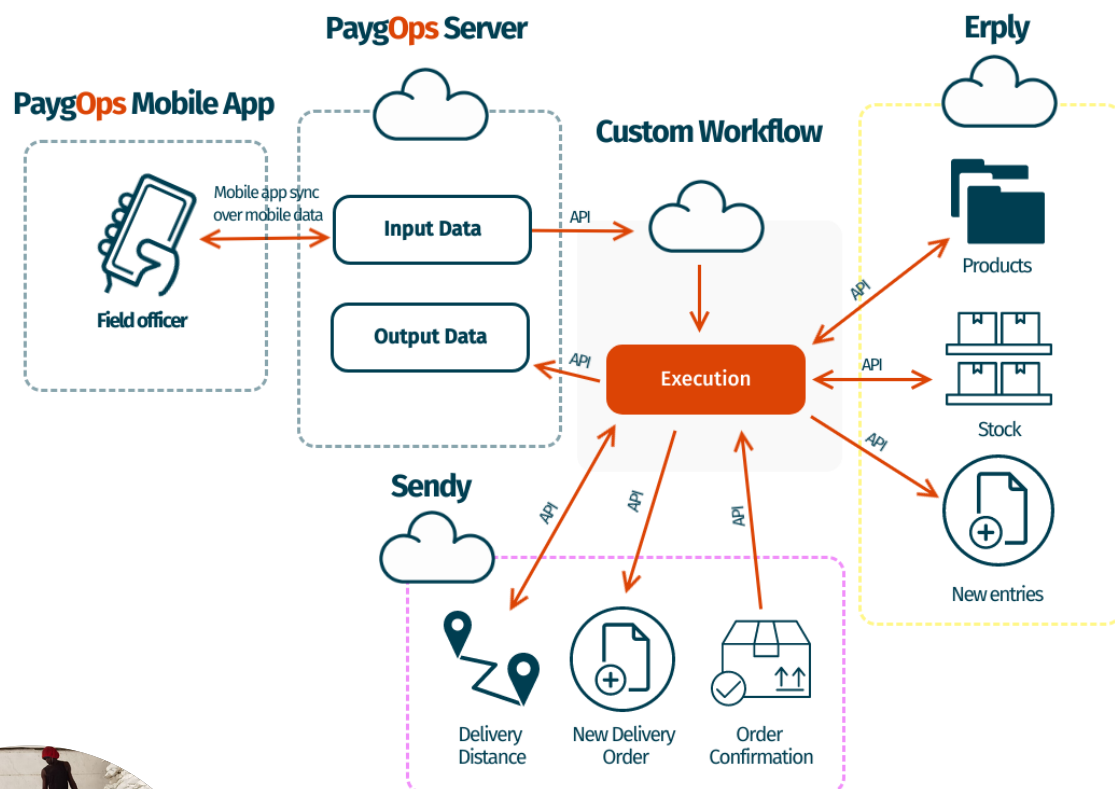 PaygOps Server
Erply
PaygOps Mobile App
Custom Workflow
Mobile app sync
over mobile data
Input Data
API
Field officer
Output Data
API
Execution
API
Products
API
Stock
API
New entries
Sendy
API
API
API
Delivery
Distance
New Delivery
Order
Order
Confirmation